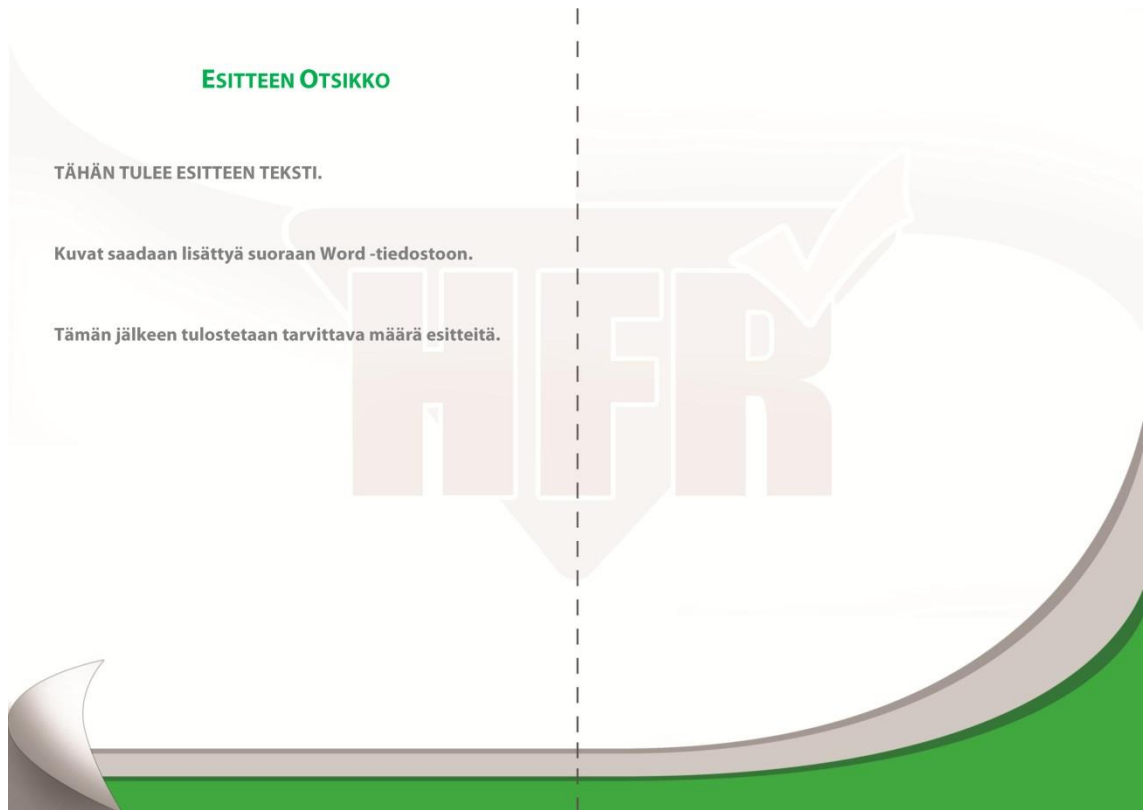 ESITTEEN OTSIKKO
TÄHÄN TULEE ESITTEEN TEKSTI.
Kuvat saadaan lisättyä suoraan Word -tiedostoon.
Tämän jälkeen tulostetaan tarvittava määrä esitteitä.
HFR